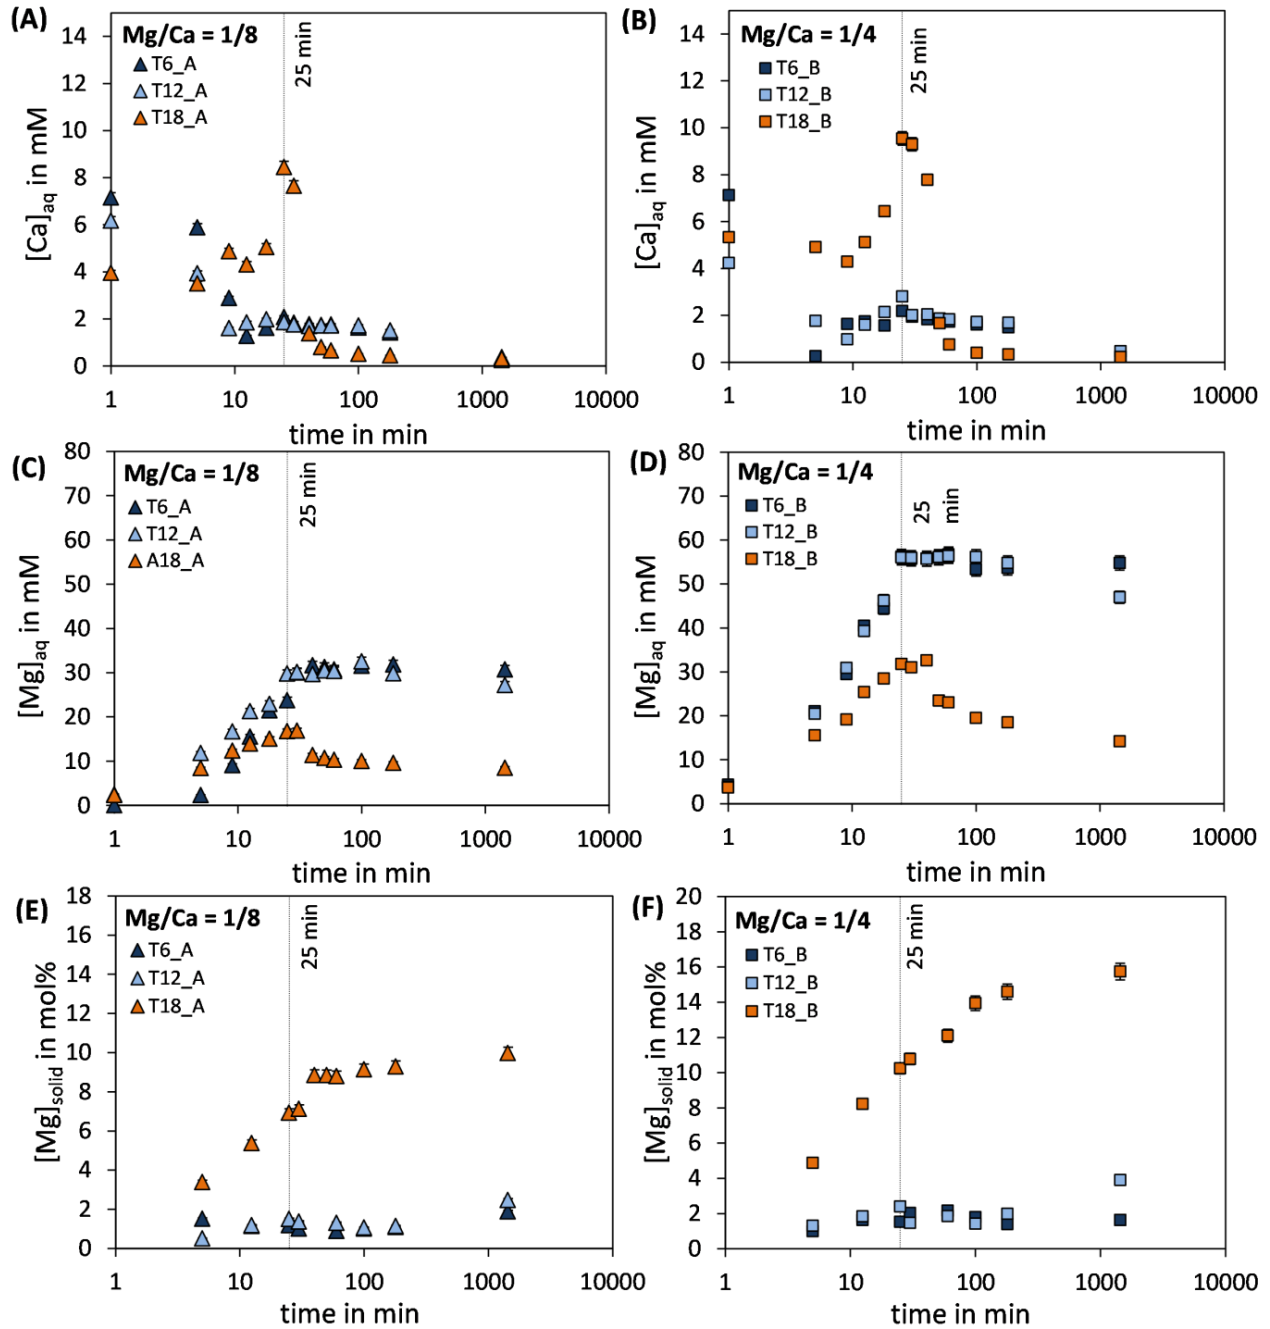 (A)
Mg/Ca = 1/8
T6_A
T12_A
T18_A
25 min
[Ca]aq in mM
14
12
10
8
6
4
2
0
1 10 100 1000 10000
time in min
(B)
Mg/Ca = 1/4
T6_B
T12_B
T18_B
25 min
[Ca]aq in mM
14
12
10
8
6
4
2
0
1 10 100 1000 10000
time in min
(C)
Mg/Ca = 1/8
T6_A
T12_A
A18_A
25 min
[Mg]aq in mM
80
70
60
50
40
30
20
10
0
1 10 100 1000 10000
time in min
(D)
Mg/Ca = 1/4
T6_B
T12_B
T18_B
25
min
[Mg]aq in mM
80
70
60
50
40
30
20
10
0
1 10 100 1000 10000
time in min
(E)
Mg/Ca = 1/8
T6_A
T12_A
T18_A
25 min
[Mg]solid in mol%
18
16
14
12
10
8
6
4
2
0
1 10 100 1000 10000
time in min
(F)
Mg/Ca = 1/4
T6_B
T12_B
T18_B
25 min
[Mg]solid in mol%
20
18
16
14
12
10
8
6
4
2
0
1 10 100 1000 10000
time in min